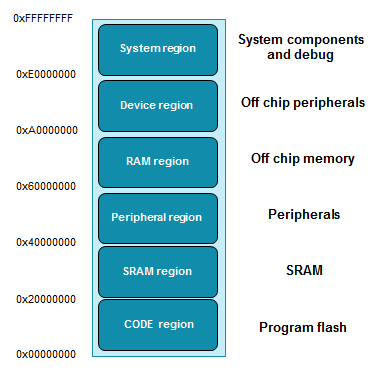 0xFFFFFFFF
System region
System components
and debug
0xE0000000
Device region
Off chip peripherals
0xA0000000
RAM region
Off chip memory
0x60000000
Peripheral region
Peripherals
0x40000000
SRAM region
SRAM
0x20000000
CODE region
Program flash
0x00000000